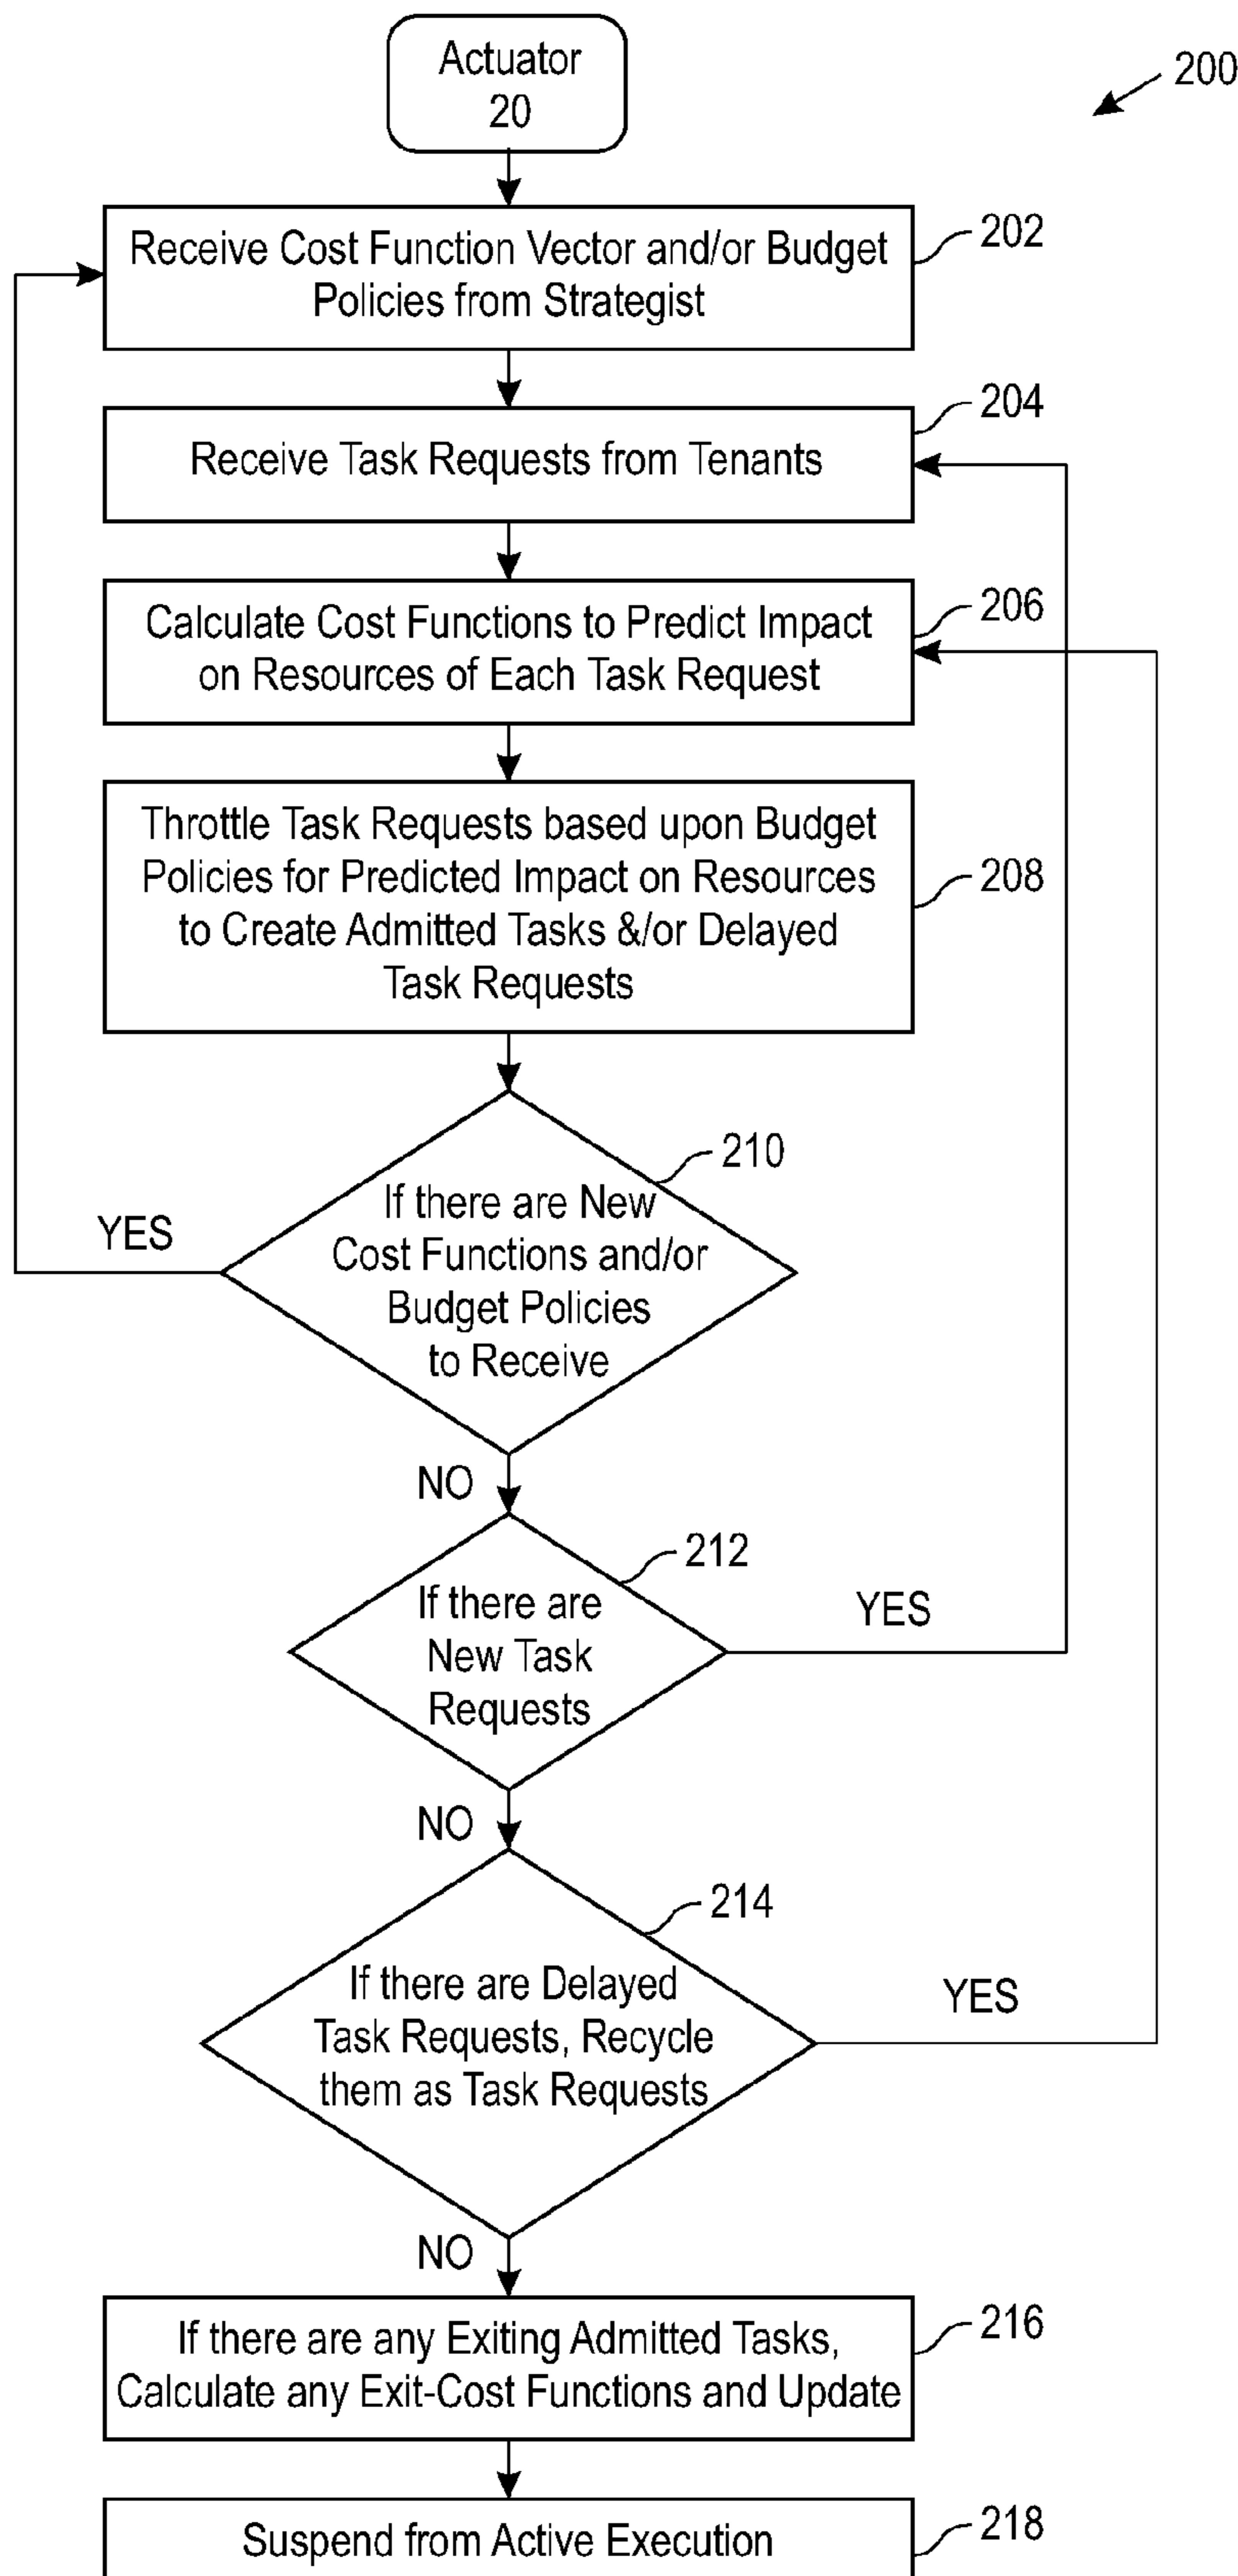 Actuator
20
200
Receive Cost Function Vector and/or Budget
Policies from Strategist
202
Receive Task Requests from Tenants
204
Calculate Cost Functions to Predict Impact
on Resources of Each Task Request
206
Throttle Task Requests based upon Budget
Policies for Predicted Impact on Resources
to Create Admitted Tasks &/or Delayed
Task Requests
208
If there are New
Cost Functions and/or
Budget Policies
to Receive
210
YES
NO
If there are
New Task
Requests
212
YES
NO
If there are Delayed
Task Requests, Recycle
them as Task Requests
214
YES
NO
If there are any Exiting Admitted Tasks,
Calculate any Exit-Cost Functions and Update
216
Suspend from Active Execution
218